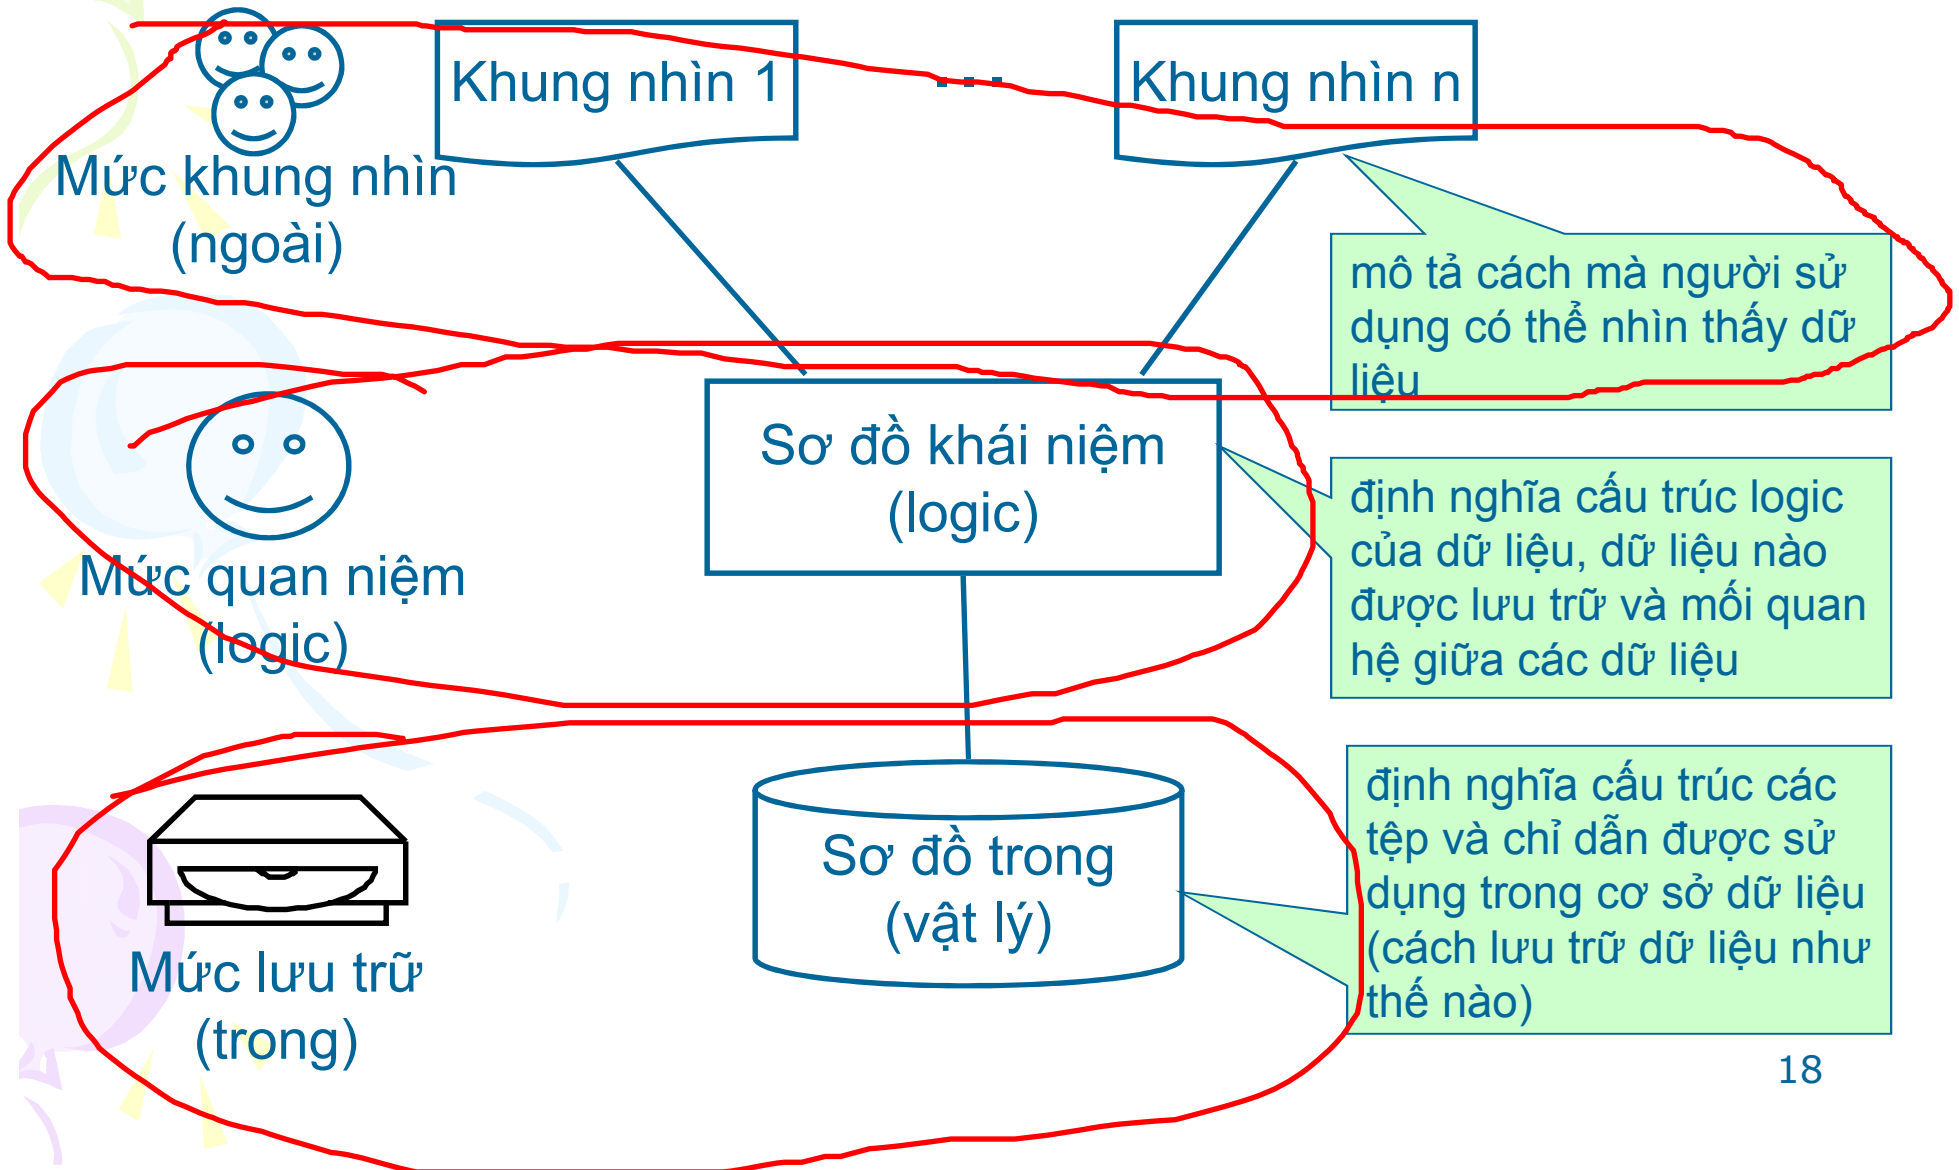 Khung nhìn 1
...
Khung nhìn n
Mức khung nhìn
(ngoài)
mô tả cách mà người sử
dụng có thể nhìn thấy dữ
liệu
Sơ đồ khái niệm
(logic)
định nghĩa cấu trúc logic
của dữ liệu, dữ liệu nào
được lưu trữ và mối quan
hệ giữa các dữ liệu
Mức quan niệm
(logic)
Sơ đồ trong
(vật lý)
định nghĩa cấu trúc các
tệp và chỉ dẫn được sử
dụng trong cơ sở dữ liệu
(cách lưu trữ dữ liệu như
thế nào)
Mức lưu trữ
(trong)
18